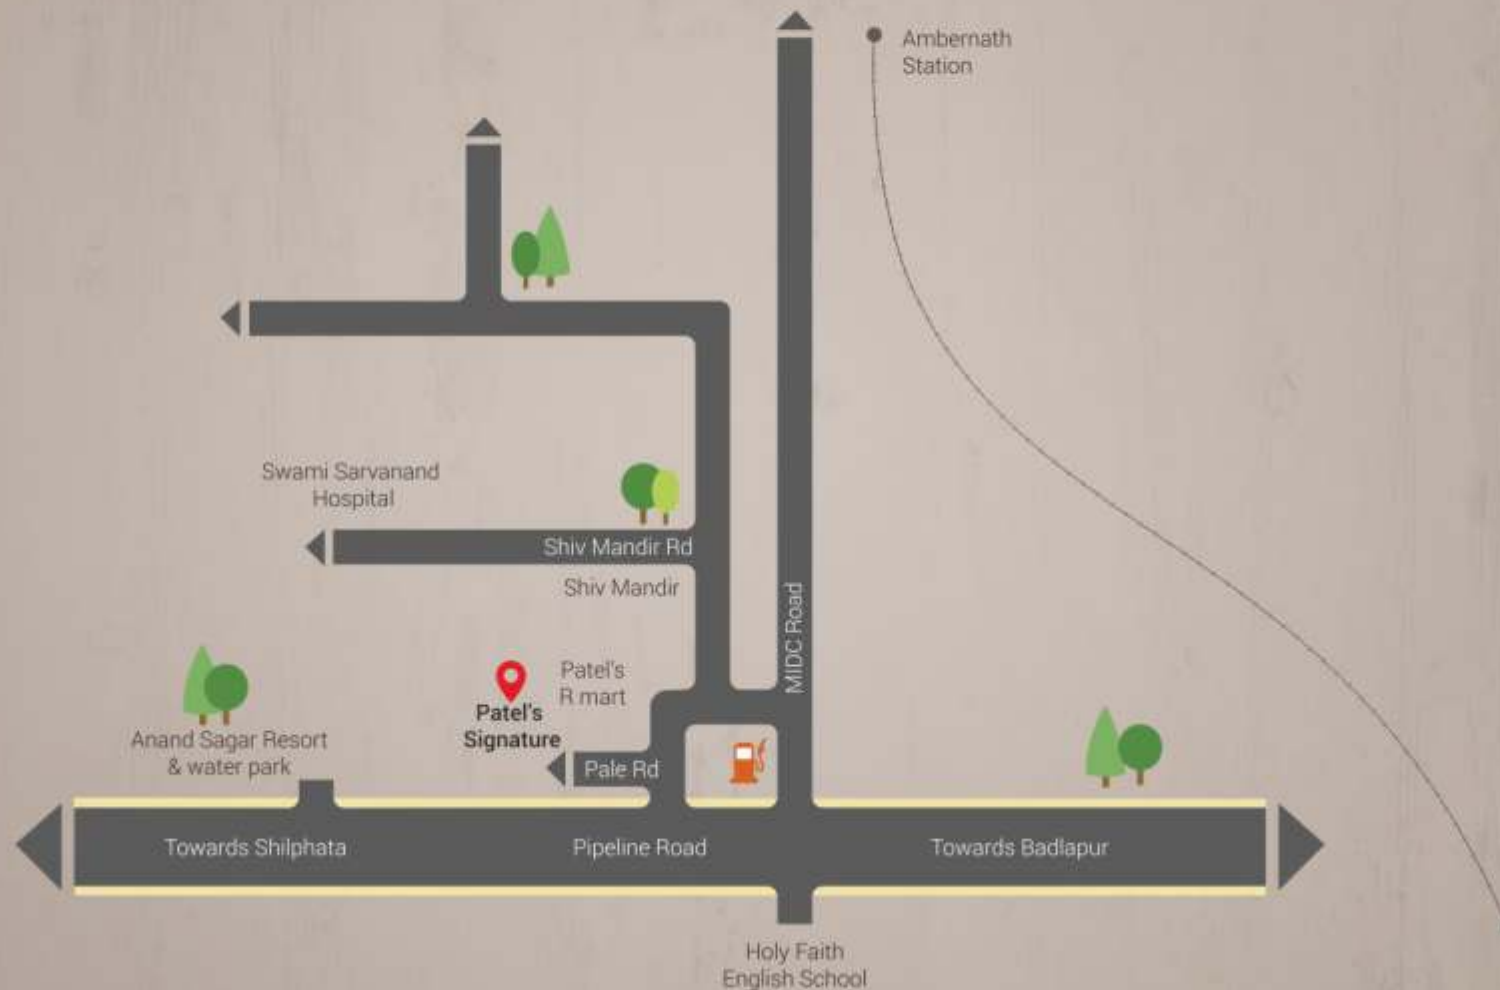 Ambernath
Station
Swami Sarvanand
Hospital
Shiv Mandir Rd
Shiv Mandir
MIDC Road
Patel's
R mart
Patel's
Signature
Anand Sagar Resort
& water park
Pale Rd
Towards Shilphata
Pipeline Road
Towards Badlapur
Holy Faith
English School